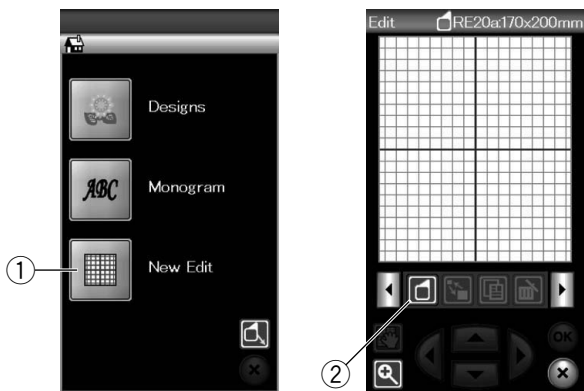 Designs
ABC
Monogram
1
New Edit
Edit
RE20a:170x200mm
2
OK